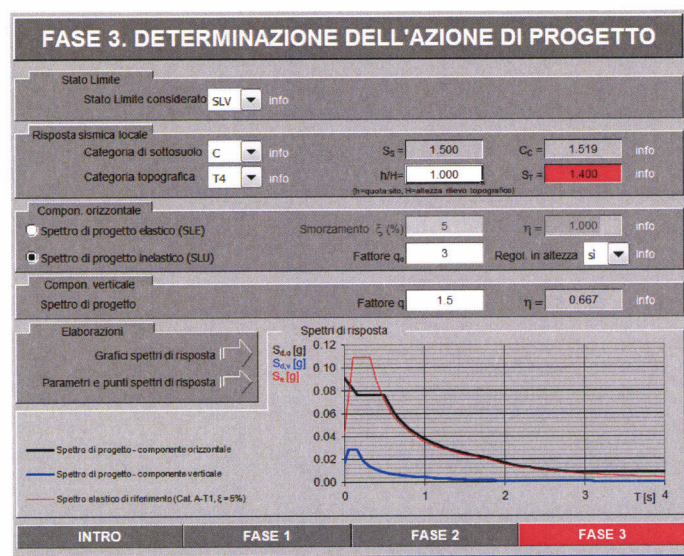 FASE 3. DETERMINAZIONE DELL'AZIONE DI PROGETTO
Stato Limite
Stato Limite considerato SLV info
Risposta sismica locale
Categoria di sottosuolo C info
S_S = 1.500 C_C = 1.519 info
Categoria topografica T4 info
h/H= 1.000 S_T = 1.400 info
(h=quota sito, H=altezza rilievo topografico)
Compon. orizzontale
Spettro di progetto elastico (SLE) Smorzamento ξ (%) 5 η = 1.000 info
Spettro di progetto inelastico (SLU) Fattore q₀ 3 Regol. in altezza sì info
Compon. verticale
Spettro di progetto Fattore q 1.5 η = 0.667 info
Elaborazioni
Grafici spettri di risposta
Parametri e punti spettri di risposta
Spettri di risposta
S_d,o [g]
S_d,v [g]
S_e [g]
0.12
0.10
0.08
0.06
0.04
0.02
0.00
0 1 2 3 4
T [s]
Spettro di progetto - componente orizzontale
Spettro di progetto - componente verticale
Spettro elastico di riferimento (Cat. A-T1, ξ = 5%)
INTRO FASE 1 FASE 2 FASE 3